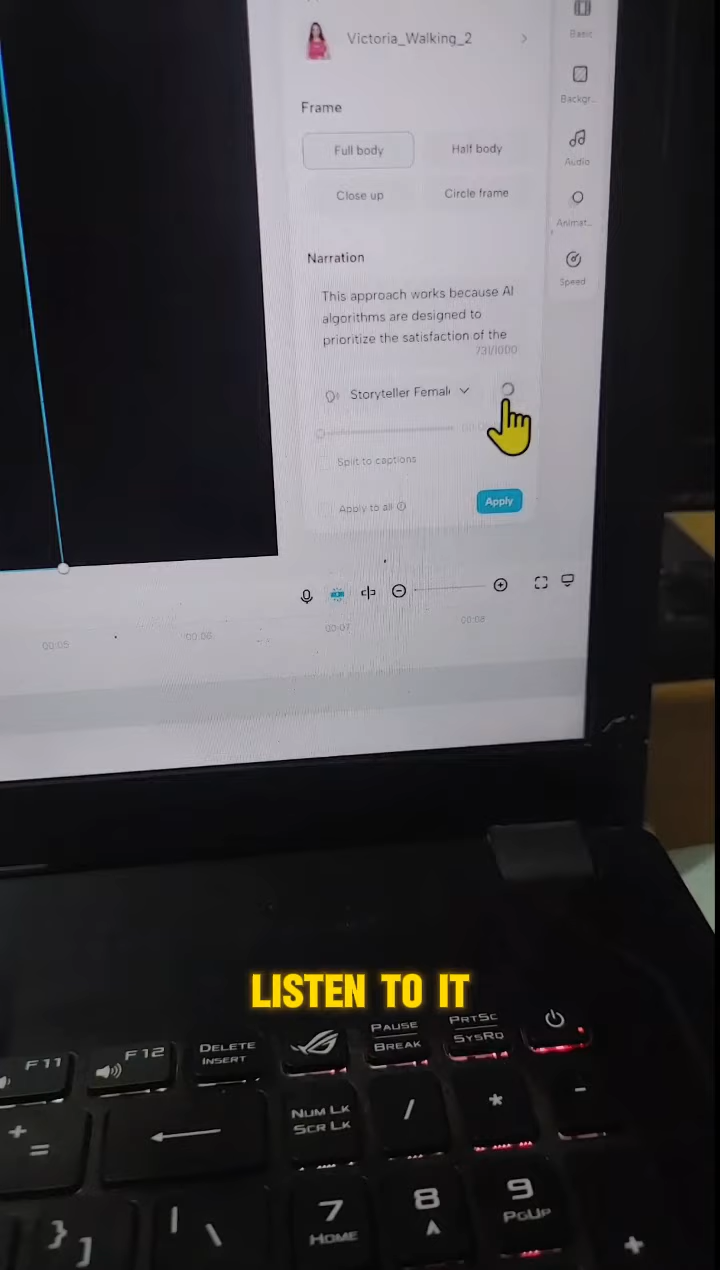 Victoria_Walking_2
Basic
Backgr...
Frame
Full body
Half body
Audio
Close up
Circle frame
Animat...
Narration
Speed
This approach works because AI
algorithms are designed to
prioritize the satisfaction of the
731/1000
Storyteller Femal
Split to captions
Apply to all
Apply
00:05
00:06
00:07
00:08
LISTEN TO IT
F11
F12
DELETE
INSERT
PAUSE
BREAK
PRTSC
SYSRQ
+
=
NUM LK
SCR LK
/
*
-
}
]
|
\
7
HOME
8
9
PGUP
+